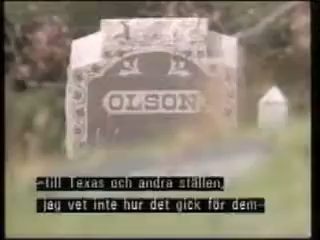 OLSON
–till Texas och andra ställen,
jag vet inte hur det gick för dem–